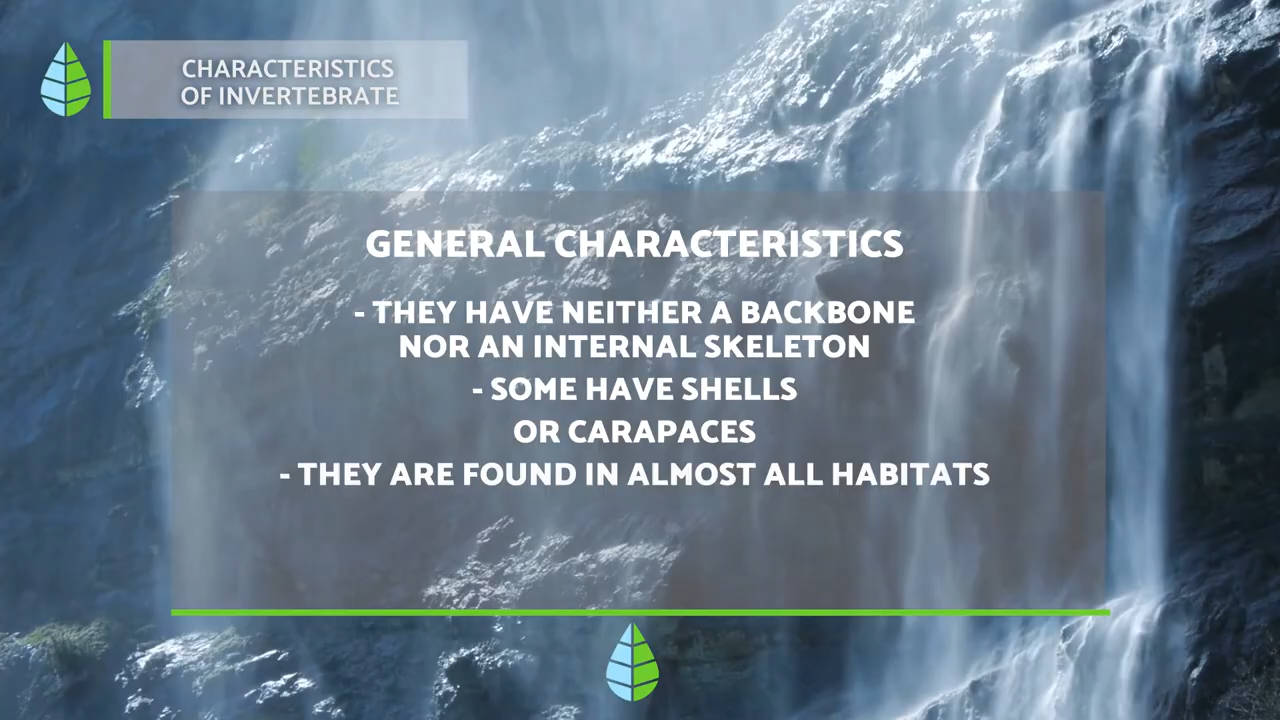 CHARACTERISTICS
OF INVERTEBRATE
GENERAL CHARACTERISTICS
- THEY HAVE NEITHER A BACKBONE
NOR AN INTERNAL SKELETON
- SOME HAVE SHELLS
OR CARAPACES
- THEY ARE FOUND IN ALMOST ALL HABITATS